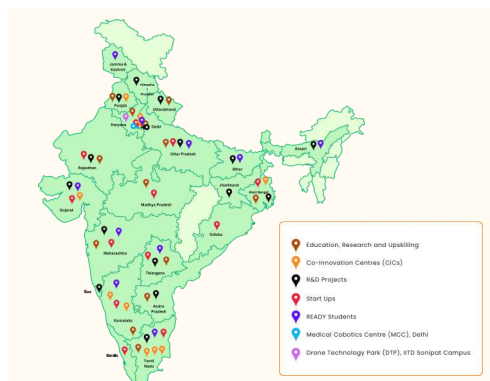 Jammu &
Kashmir
Himachal
Pradesh
Punjab
Uttarakhand
Haryana
Delhi
Rajasthan
Uttar Pradesh
Assam
Bihar
Jharkhand
West Bengal
Gujarat
Madhya Pradesh
Odisha
Maharashtra
Telangana
Goa
Andra
Pradesh
Karnataka
Kerala
Tamil
Nadu
Education, Research and Upskilling
Co-Innovation Centres (CICs)
R&D Projects
Start Ups
READY Students
Medical Cobotics Centre (MCC), Delhi
Drone Technology Park (DTP), IITD Sonipat Campus